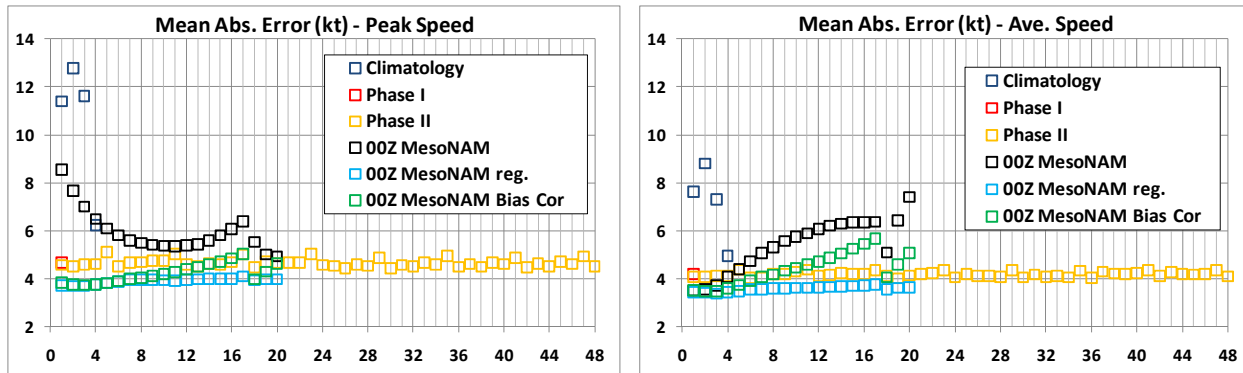 Mean Abs. Error (kt) - Peak Speed
14
12
10
8
6
4
2
0 4 8 12 16 20 24 28 32 36 40 44 48
Climatology
Phase I
Phase II
00Z MesoNAM
00Z MesoNAM reg.
00Z MesoNAM Bias Cor
Mean Abs. Error (kt) - Ave. Speed
14
12
10
8
6
4
2
0 4 8 12 16 20 24 28 32 36 40 44 48
Climatology
Phase I
Phase II
00Z MesoNAM
00Z MesoNAM reg.
00Z MesoNAM Bias Cor